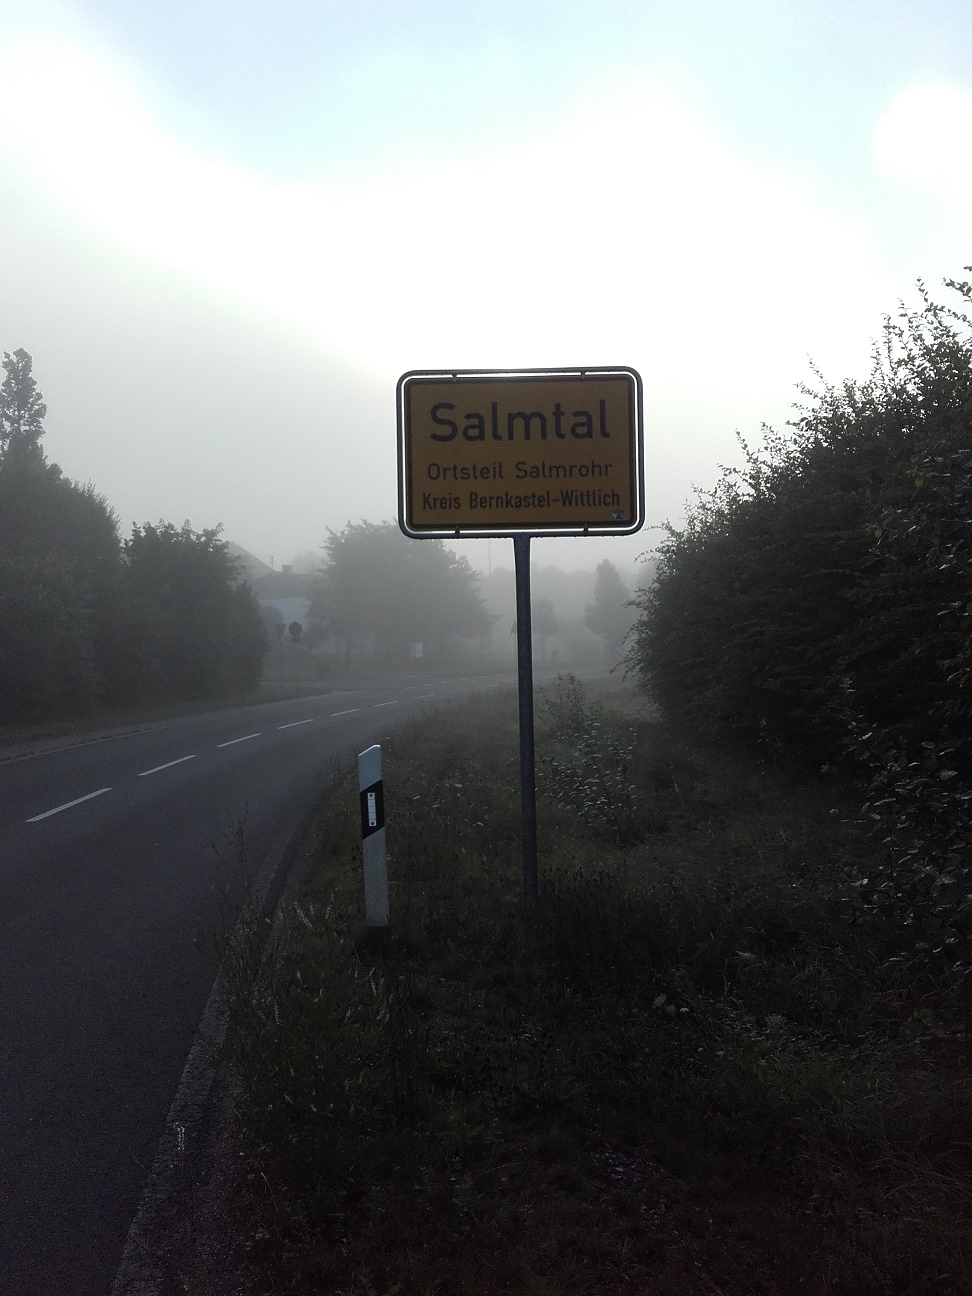 Salmtal
Ortsteil Salmrohr
Kreis Bernkastel-Wittlich